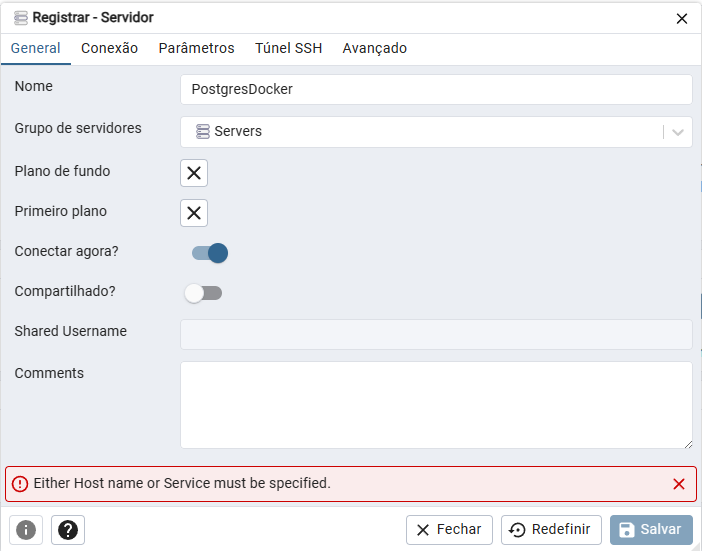 Registrar - Servidor
General Conexão Parâmetros Túnel SSH Avançado
Nome PostgresDocker
Grupo de servidores Servers
Plano de fundo
Primeiro plano
Conectar agora?
Compartilhado?
Shared Username
Comments
Either Host name or Service must be specified.
Fechar Redefinir Salvar